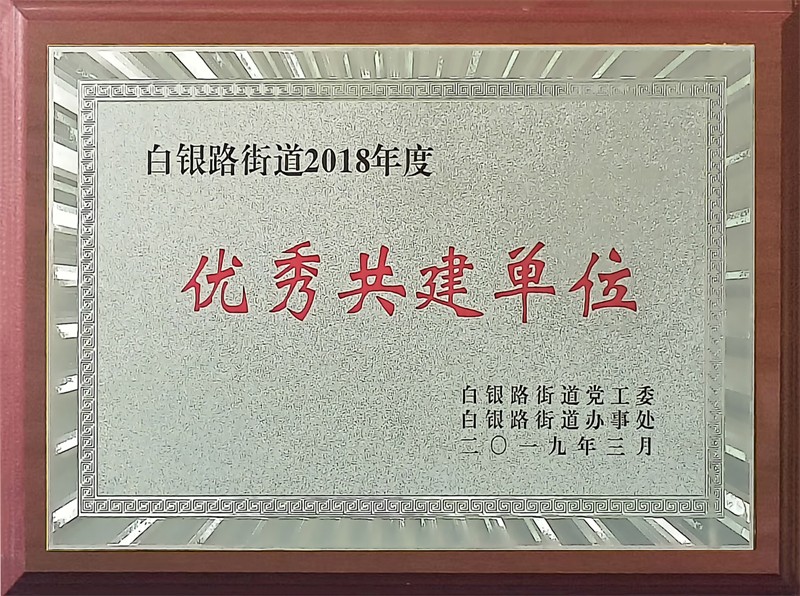 白银路街道2018年度
优秀共建单位
白银路街道党工委
白银路街道办事处
二〇一九年三月